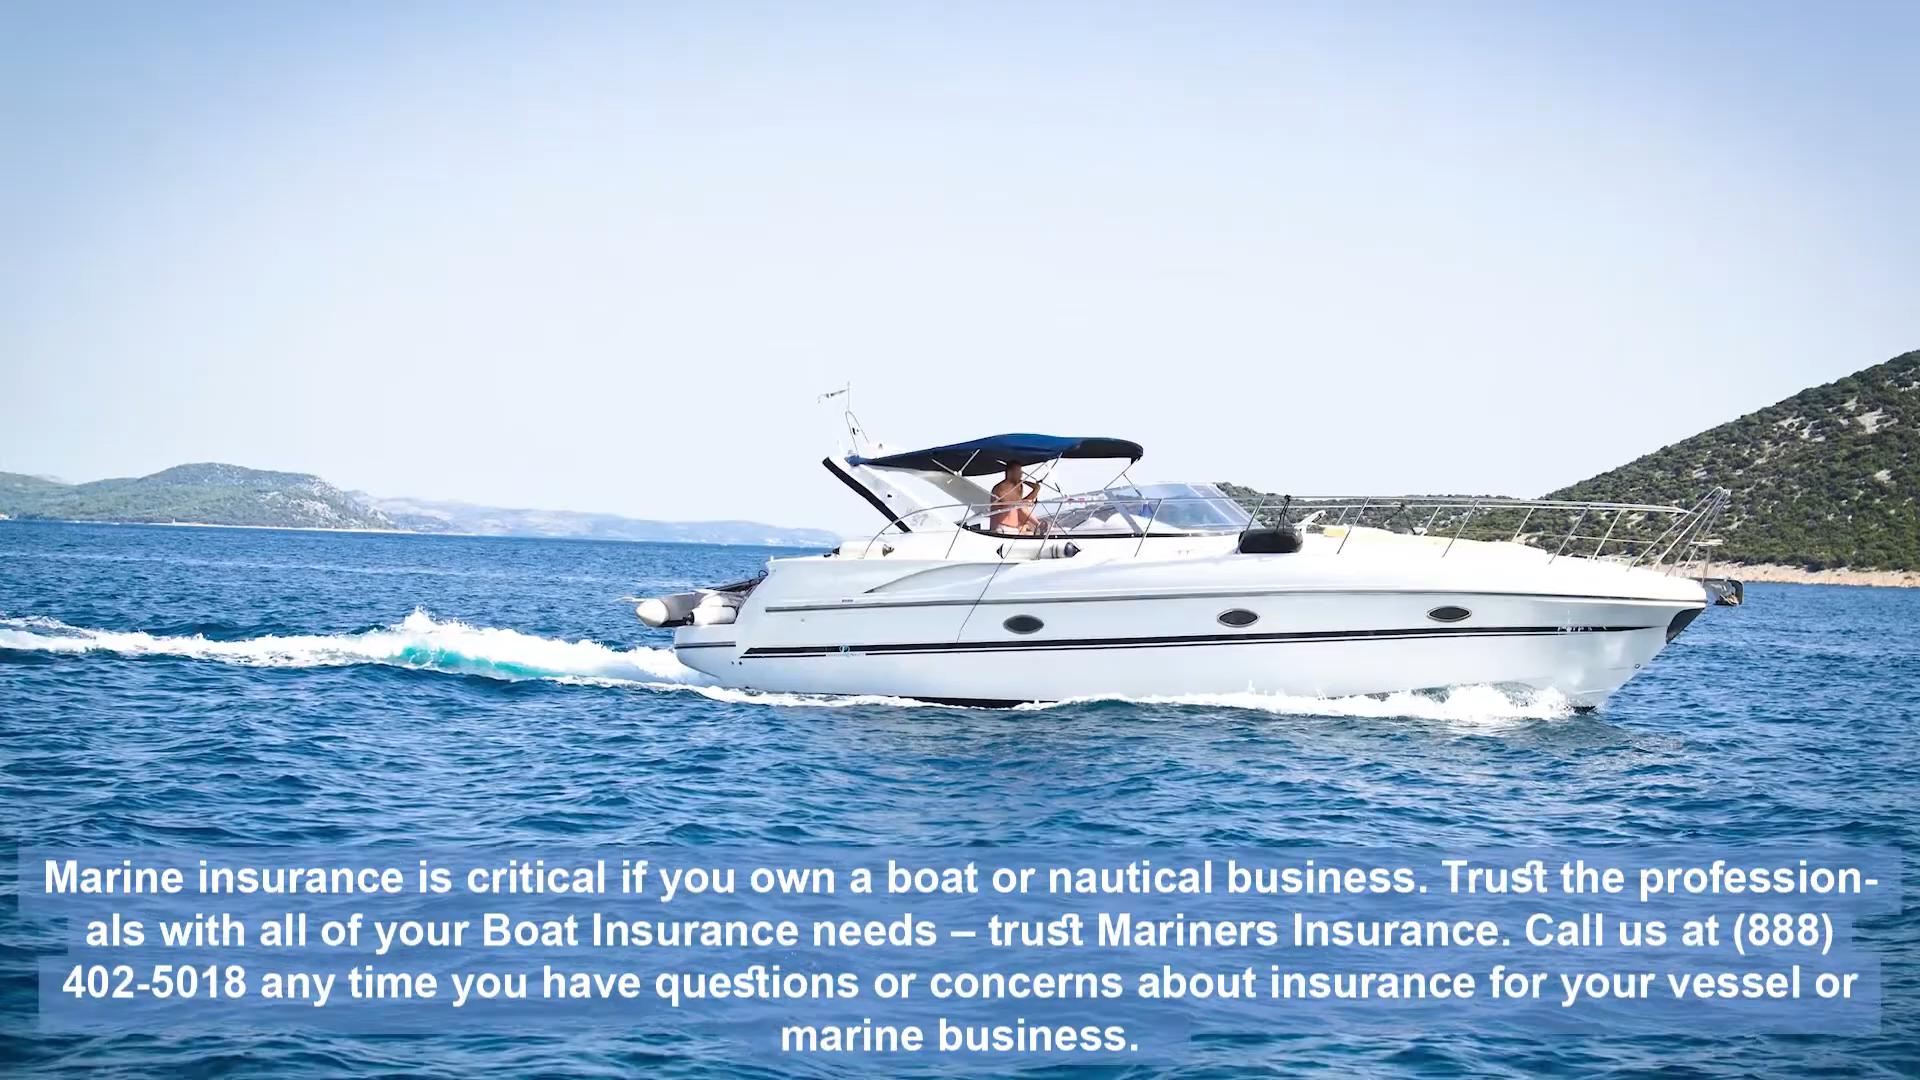 Marine insurance is critical if you own a boat or nautical business. Trust the profession-
als with all of your Boat Insurance needs – trust Mariners Insurance. Call us at (888)
402-5018 any time you have questions or concerns about insurance for your vessel or
marine business.